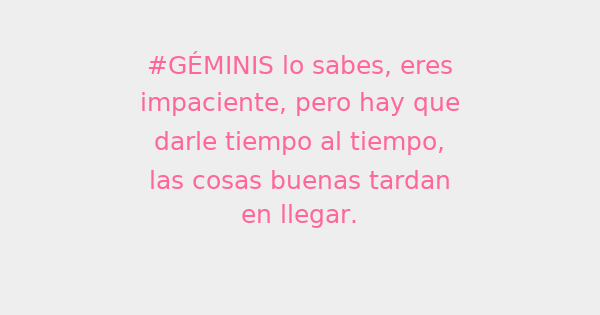 #GÉMINIS lo sabes, eres
impaciente, pero hay que
darle tiempo al tiempo,
las cosas buenas tardan
en llegar.